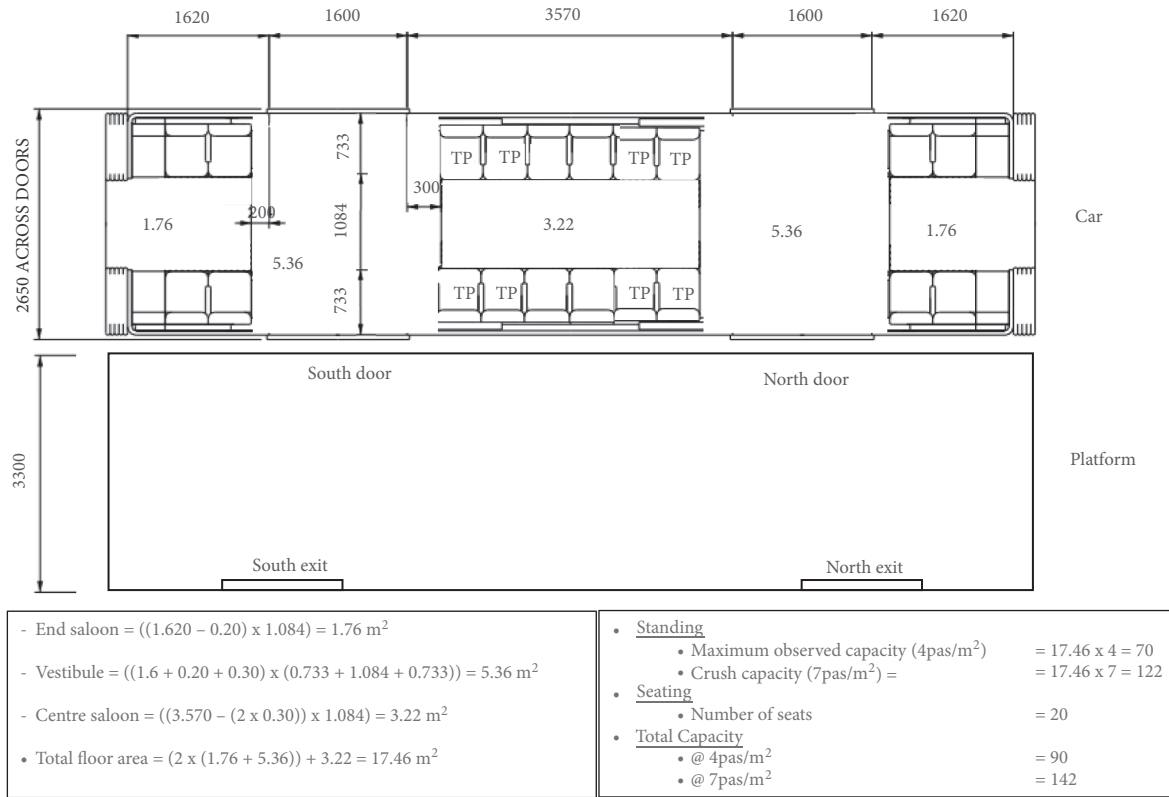 1620 1600 3570 1600 1620
2650 ACROSS DOORS
733
TP TP TP TP
300
200
1.76
1084
3.22
5.36
1.76
Car
5.36
733
TP TP TP TP
South door
North door
3300
Platform
South exit
North exit
- End saloon = ((1.620 – 0.20) x 1.084) = 1.76 m²
- Vestibule = ((1.6 + 0.20 + 0.30) x (0.733 + 1.084 + 0.733)) = 5.36 m²
- Centre saloon = ((3.570 – (2 x 0.30)) x 1.084) = 3.22 m²
• Total floor area = (2 x (1.76 + 5.36)) + 3.22 = 17.46 m²
• Standing
• Maximum observed capacity (4pas/m²) = 17.46 x 4 = 70
• Crush capacity (7pas/m²) = = 17.46 x 7 = 122
• Seating
• Number of seats = 20
• Total Capacity
• @ 4pas/m² = 90
• @ 7pas/m² = 142